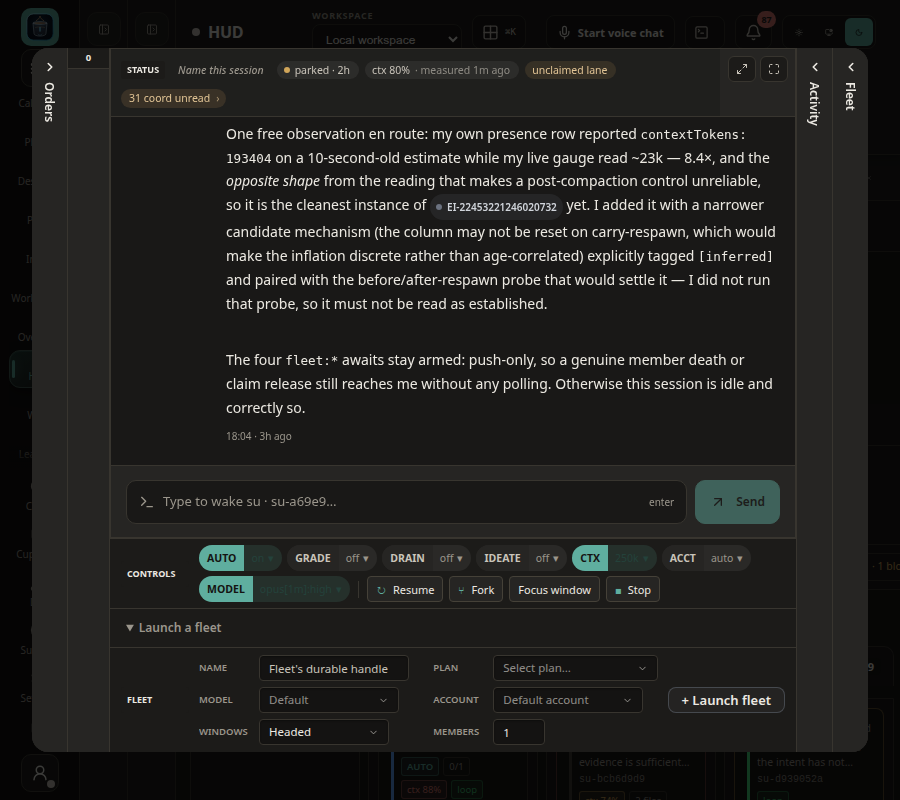 WORKSPACE
HUD
Local workspace
⌘K
Start voice chat
87
0
Orders
STATUS
Name this session
parked · 2h
ctx 80% · measured 1m ago
unclaimed lane
31 coord unread ›
Activity
Fleet
One free observation en route: my own presence row reported contextTokens:
193404 on a 10-second-old estimate while my live gauge read ~23k — 8.4×, and the
opposite shape from the reading that makes a post-compaction control unreliable,
so it is the cleanest instance of EI-22453221246020732 yet. I added it with a narrower
candidate mechanism (the column may not be reset on carry-respawn, which would
make the inflation discrete rather than age-correlated) explicitly tagged [inferred]
and paired with the before/after-respawn probe that would settle it — I did not run
that probe, so it must not be read as established.
The four fleet:* awaits stay armed: push-only, so a genuine member death or
claim release still reaches me without any polling. Otherwise this session is idle and
correctly so.
18:04 · 3h ago
Type to wake su · su-a69e9...
enter
Send
CONTROLS
AUTO on ▾
GRADE off ▾
DRAIN off ▾
IDEATE off ▾
CTX 250k ▾
ACCT auto ▾
MODEL opus[1m]:high ▾
Resume
Fork
Focus window
Stop
▼ Launch a fleet
FLEET
NAME Fleet's durable handle
PLAN Select plan...
MODEL Default
ACCOUNT Default account
+ Launch fleet
WINDOWS Headed
MEMBERS 1
AUTO 0/1
ctx 88% loop
evidence is sufficient...
su-bcb6d9d9
the intent has not...
su-d939052a